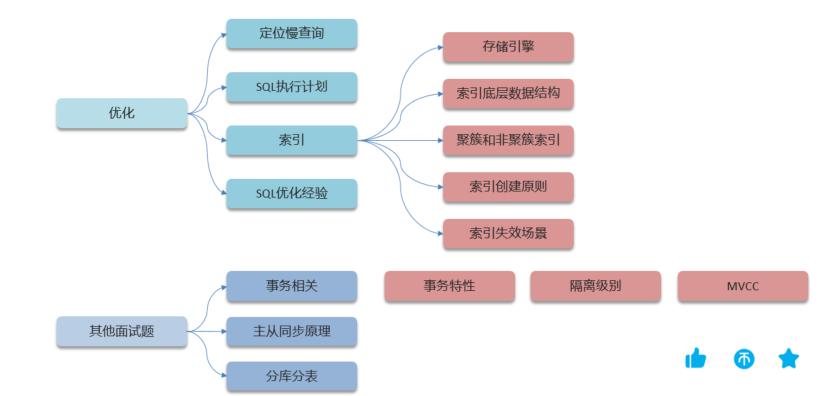 定位慢查询
SQL执行计划
优化
索引
SQL优化经验
存储引擎
索引底层数据结构
聚簇和非聚簇索引
索引创建原则
索引失效场景
事务相关
事务特性
隔离级别
MVCC
其他面试题
主从同步原理
分库分表